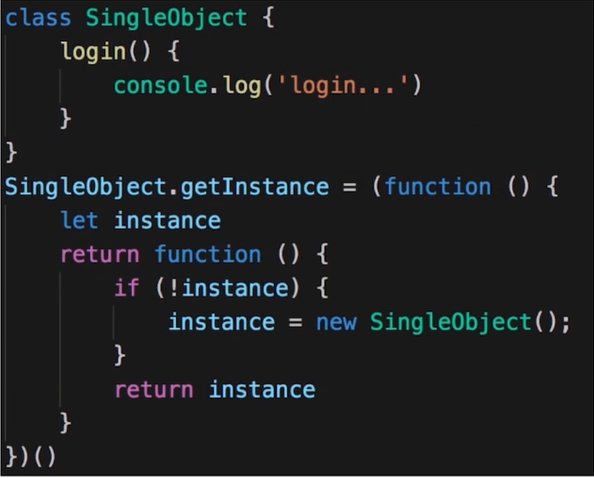 class SingleObject {
    login() {
        console.log('login...')
    }
}
SingleObject.getInstance = (function () {
    let instance
    return function () {
        if (!instance) {
            instance = new SingleObject();
        }
        return instance
    }
})()